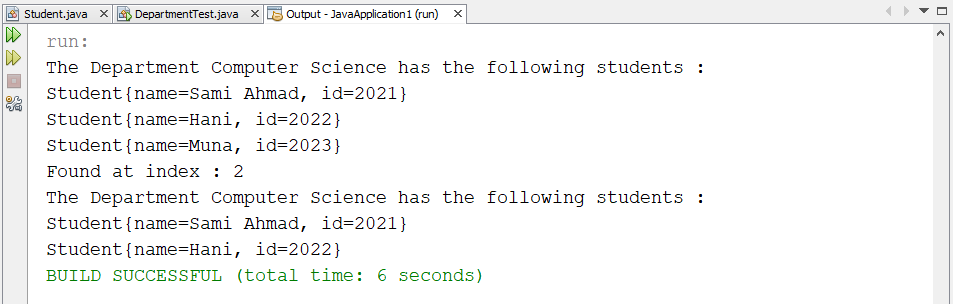 Student.java DepartmentTest.java Output - JavaApplication1 (run)
run:
The Department Computer Science has the following students :
Student{name=Sami Ahmad, id=2021}
Student{name=Hani, id=2022}
Student{name=Muna, id=2023}
Found at index : 2
The Department Computer Science has the following students :
Student{name=Sami Ahmad, id=2021}
Student{name=Hani, id=2022}
BUILD SUCCESSFUL (total time: 6 seconds)